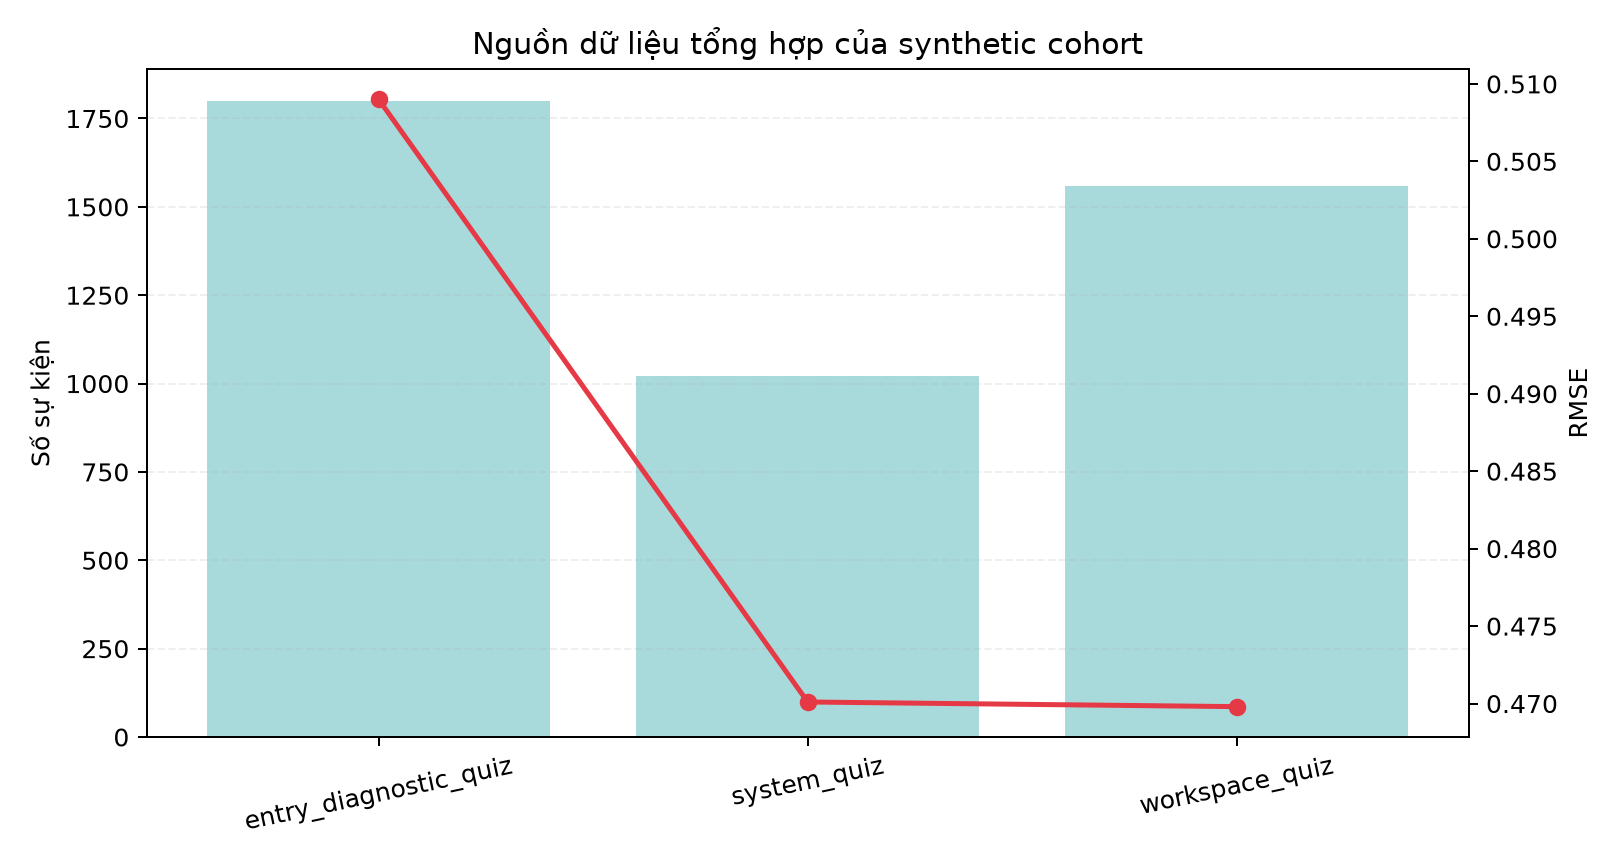 Nguồn dữ liệu tổng hợp của synthetic cohort
Số sự kiện
1750
1500
1250
1000
750
500
250
0
0.510
0.505
0.500
0.495
0.490
0.485
0.480
0.475
0.470
RMSE
entry_diagnostic_quiz
system_quiz
workspace_quiz